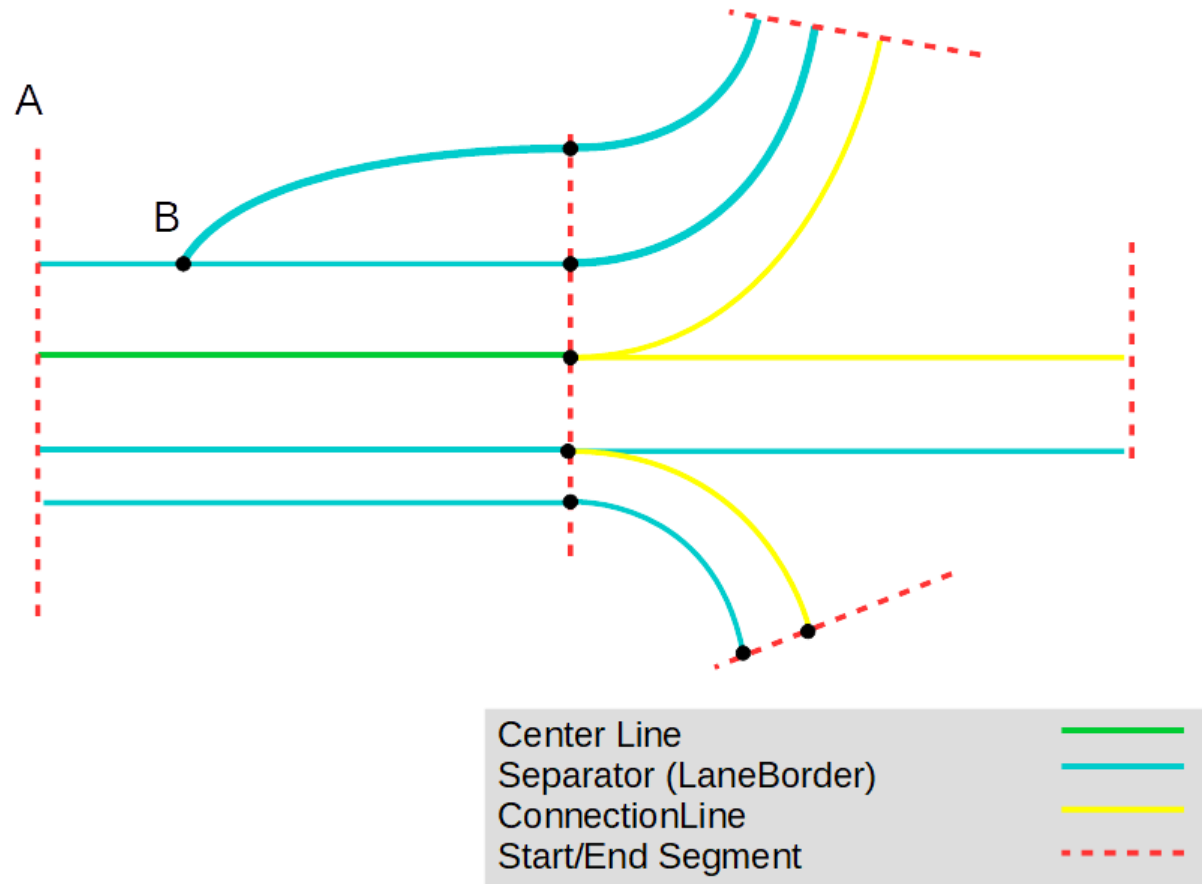 A
B
Center Line
Separator (LaneBorder)
ConnectionLine
Start/End Segment